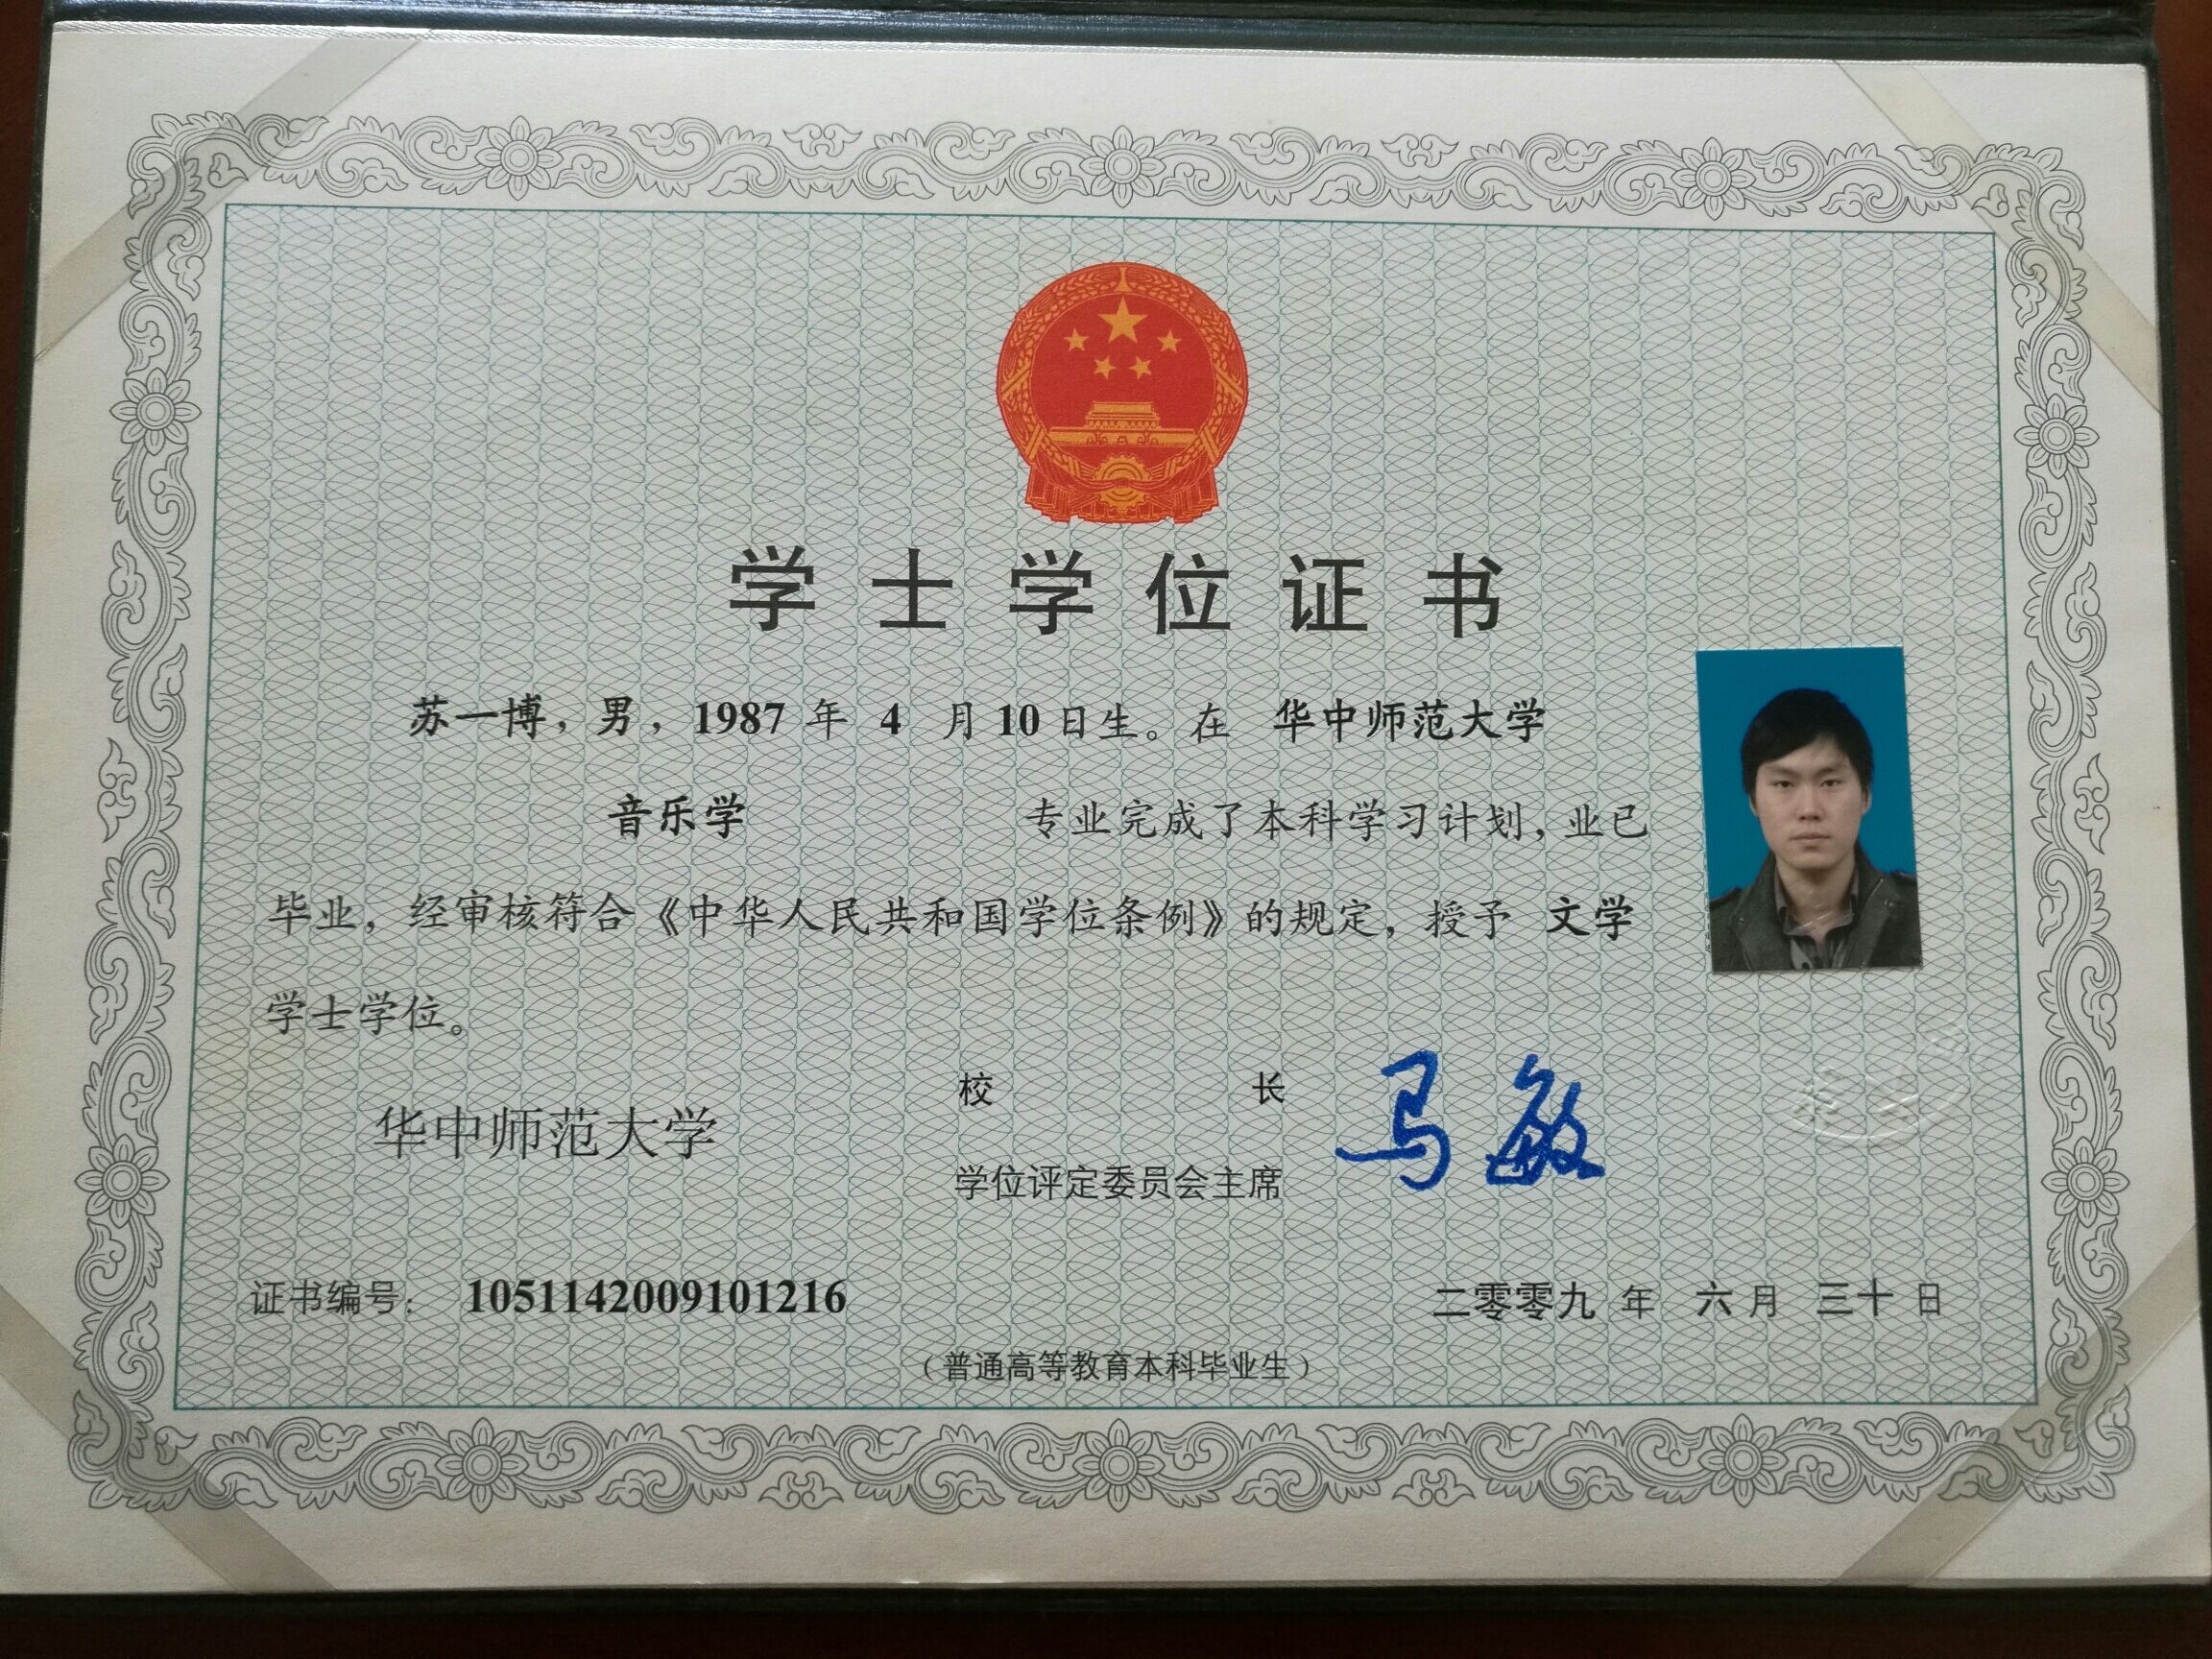 学士学位证书
苏一博，男，1987 年 4 月 10 日生。在 华中师范大学
音乐学 专业完成了本科学习计划，业已
毕业，经审核符合《中华人民共和国学位条例》的规定，授予 文学
学士学位。
华中师范大学
校 长
学位评定委员会主席
马敏
证书编号： 1051142009101216
二零零九 年 六 月 三十 日
（普通高等教育本科毕业生）